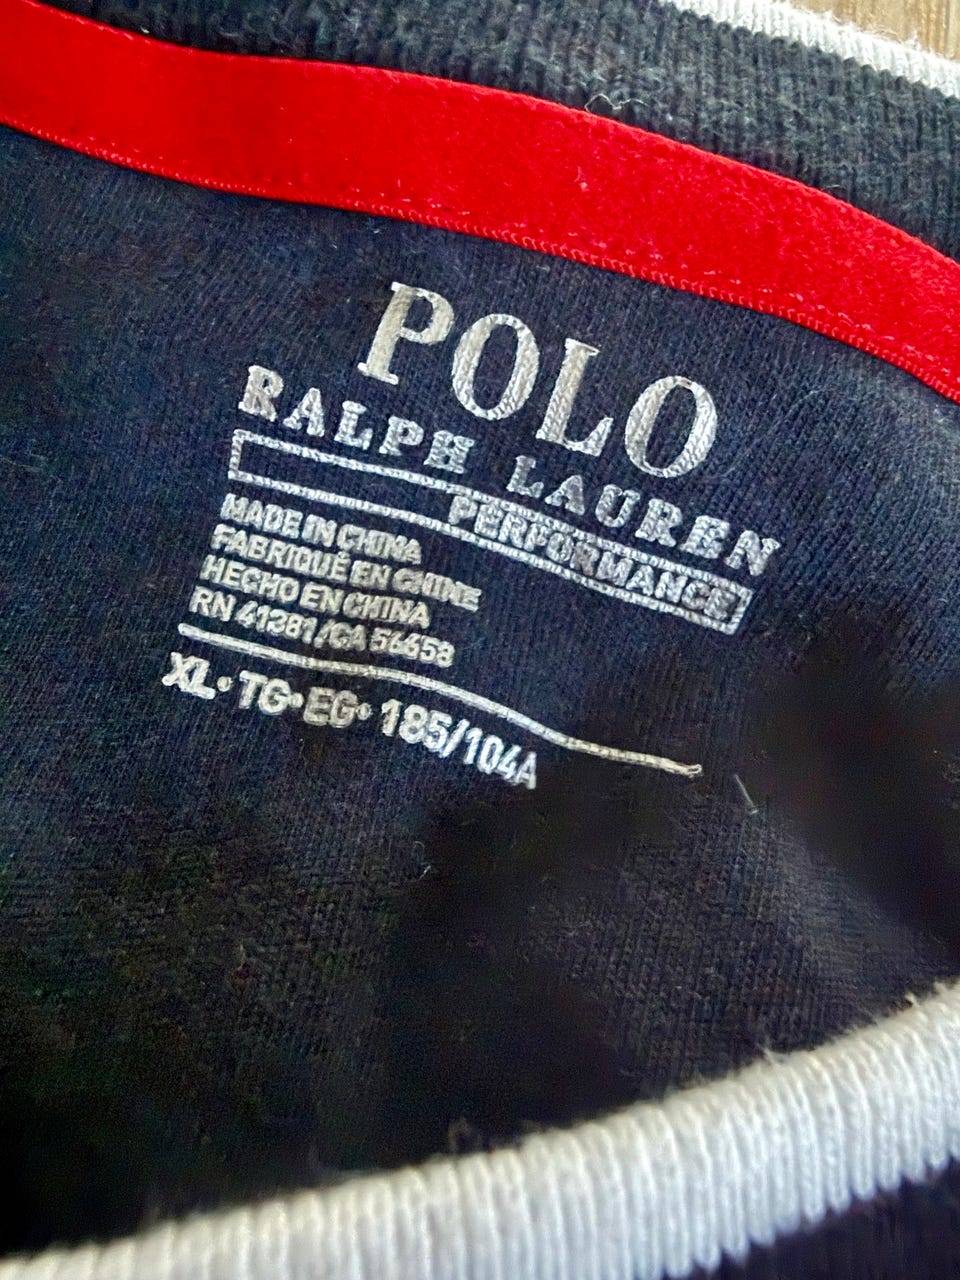 POLO
RALPH LAUREN
PERFORMANCE
MADE IN CHINA
FABRIQUÉ EN CHINE
HECHO EN CHINA
RN 41381/CA 56658
XL•TG•EG•185/104A